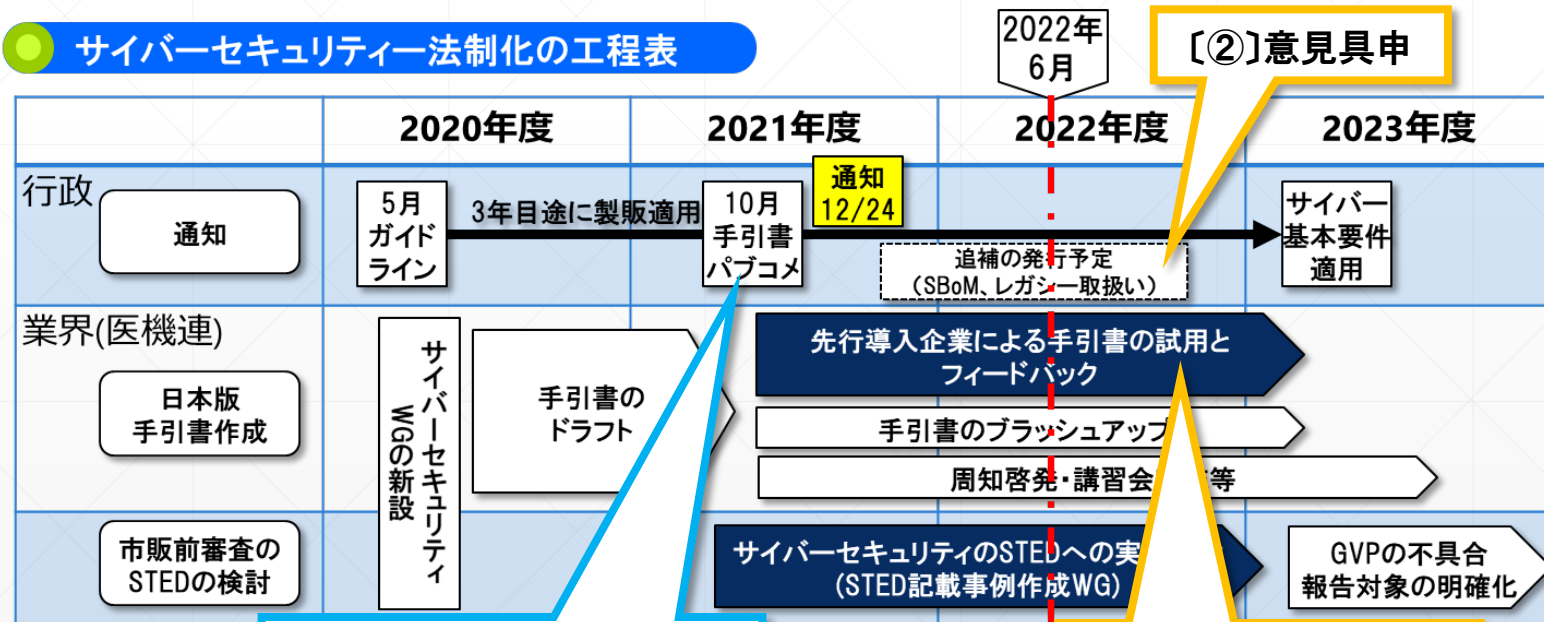 サイバーセキュリティー法制化の工程表
2022年
6月
〔②〕意見具申
2020年度
2021年度
2022年度
2023年度
行政
通知
5月
ガイド
ライン
3年目途に製販適用
10月
手引書
パブコメ
通知
12/24
追補の発行予定
(SBoM、レガシー取扱い)
サイバー
基本要件
適用
業界(医機連)
日本版
手引書作成
サイバーセキュリティ
WGの新設
手引書の
ドラフト
先行導入企業による手引書の試用と
フィードバック
手引書のブラッシュアップ
周知啓発・講習会
等
市販前審査の
STEDの検討
サイバーセキュリティのSTEDへの実
(STED記載事例作成WG)
GVPの不具合
報告対象の明確化